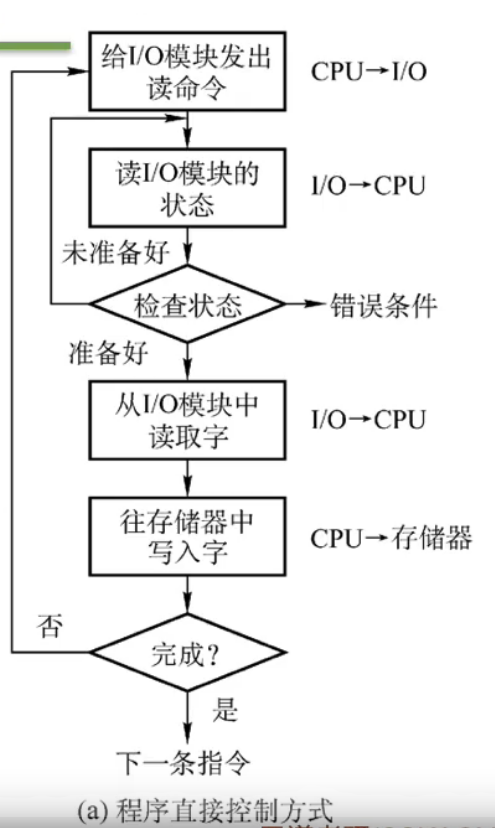 给I/O模块发出
读命令
CPU→I/O
读I/O模块的
状态
I/O→CPU
未准备好
检查状态
错误条件
准备好
从I/O模块中
读取字
I/O→CPU
往存储器中
写入字
CPU→存储器
否
完成?
是
下一条指令
(a) 程序直接控制方式